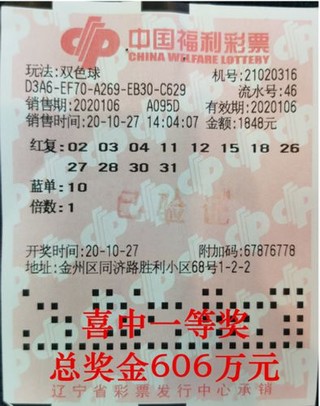 中国福利彩票
CHINA WELFARE LOTTERY
玩法:双色球 机号:21020316
D3A6-EF70-A269-EB30-C629 流水号:46
销售期:2020106 A095D 有效期:2020106
销售时间:20-10-27 14:04:07 金额:1848元
红复:02 03 04 11 12 15 18 26
27 28 30 31
蓝单:10
倍数:1
已验讫
开奖时间:20-10-27 附加码:67876778
地址:金州区同济路胜利小区68号1-2-2
喜中一等奖
总奖金606万元
辽宁省彩票发行中心承销